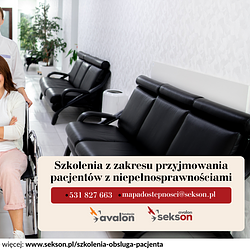 Szkolenia z zakresu przyjmowania
pacjentów z niepełnosprawnościami
531 827 663 mapadostepnosci@sekson.pl
avalon
avalon
sekson
więcej: www.sekson.pl/szkolenia-obsluga-pacjenta